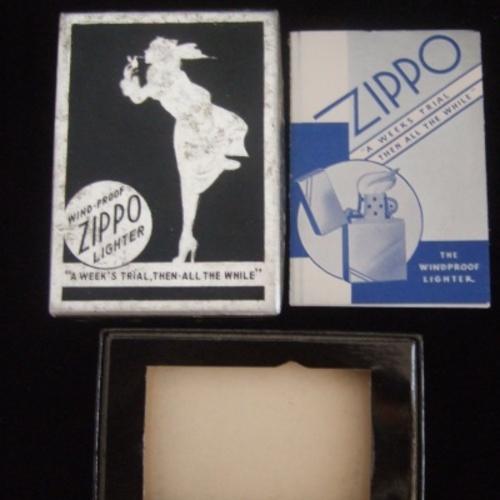 WIND-PROOF
ZIPPO
LIGHTER
"A WEEK'S TRIAL, THEN-ALL THE WHILE"
ZIPPO
"A WEEKS TRIAL
THEN ALL THE WHILE"
THE
WINDPROOF
LIGHTER.